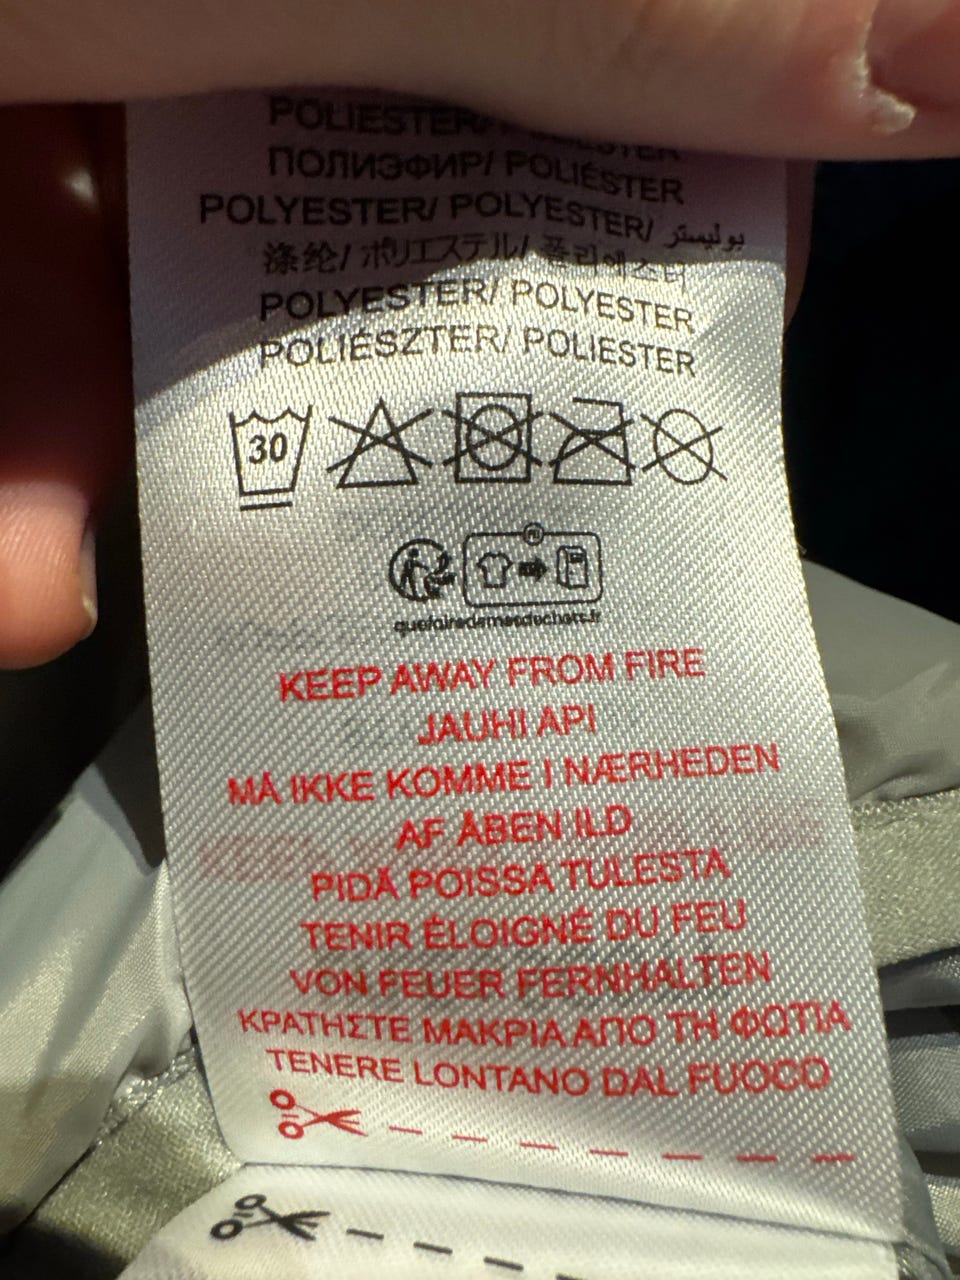 POLIESTER/
ПОЛИЭФИР/ POLIÉSTER
POLYESTER/ POLYESTER/ بوليستر
涤纶/ ポリエステル/ 폴리에스터
POLYESTER/ POLYESTER
POLIÉSZTER/ POLIESTER
30
quefairedemesdechets.fr
KEEP AWAY FROM FIRE
JAUHI API
MÅ IKKE KOMME I NÆRHEDEN
AF ÅBEN ILD
PIDÄ POISSA TULESTA
TENIR ÉLOIGNÉ DU FEU
VON FEUER FERNHALTEN
ΚΡΑΤΗΣΤΕ ΜΑΚΡΙΑ ΑΠΟ ΤΗ ΦΩΤΙΑ
TENERE LONTANO DAL FUOCO